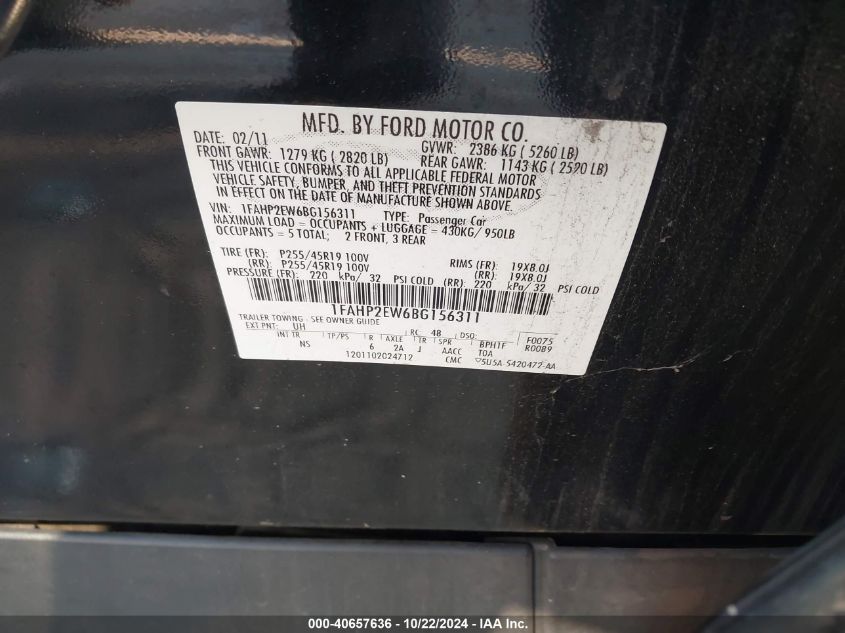 MFD. BY FORD MOTOR CO.
DATE: 02/11 GVWR: 2386 KG ( 5260 LB)
FRONT GAWR: 1279 KG ( 2820 LB) REAR GAWR: 1143 KG ( 2520 LB)
THIS VEHICLE CONFORMS TO ALL APPLICABLE FEDERAL MOTOR
VEHICLE SAFETY, BUMPER, AND THEFT PREVENTION STANDARDS
IN EFFECT ON THE DATE OF MANUFACTURE SHOWN ABOVE.
VIN: 1FAHP2EW6BG156311 TYPE: Passenger Car
MAXIMUM LOAD = OCCUPANTS + LUGGAGE = 430KG/ 950LB
OCCUPANTS = 5 TOTAL; 2 FRONT, 3 REAR
TIRE (FR): P255/45R19 100V RIMS (FR): 19X8.0J
(RR): P255/45R19 100V (RR): 19X8.0J
PRESSURE (FR): 220 kPa/ 32 PSI COLD (RR): 220 kPa/ 32 PSI COLD
1FAHP2EW6BG156311
TRAILER TOWING - SEE OWNER GUIDE
EXT PNT: UH RC: 48 DSO: F0075
INT TR TP/PS R AXLE TR SPR BPH1F R0089
NS 6 2A J AACC TOA
1201102024712 CMC ▽5U5A 5420472-AA
000-40657636 - 10/22/2024 - IAA Inc.